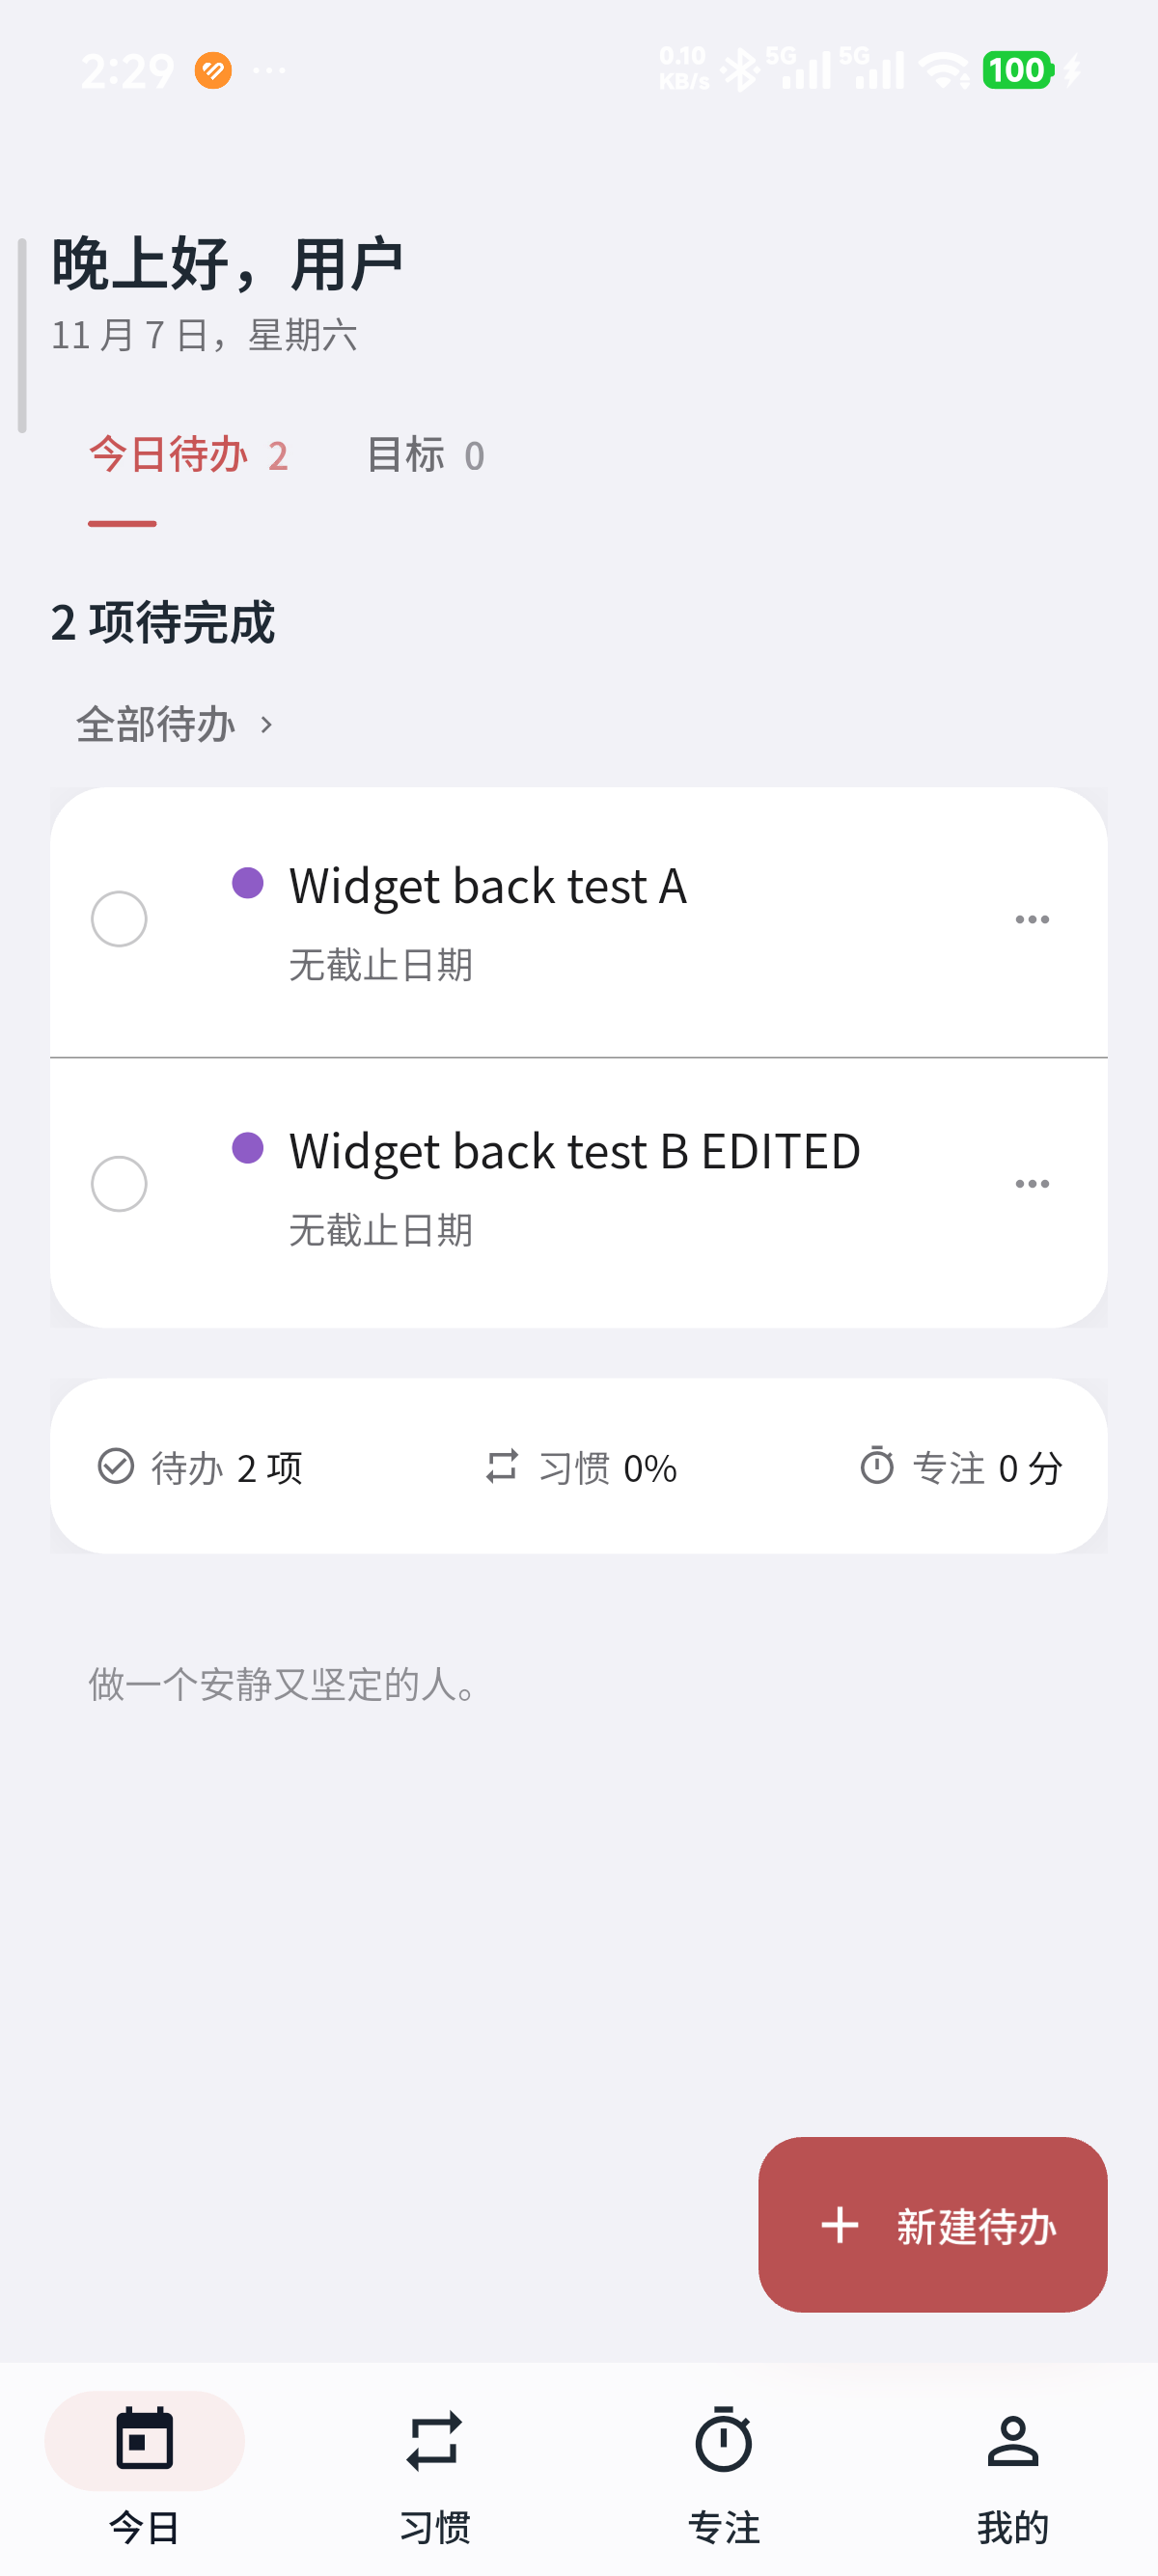 2:29
0.10 KB/s 5G 5G 100
晚上好，用户
11 月 7 日，星期六
今日待办 2 目标 0
2 项待完成
全部待办
Widget back test A
无截止日期
Widget back test B EDITED
无截止日期
待办 2 项 习惯 0% 专注 0 分
做一个安静又坚定的人。
新建待办
今日 习惯 专注 我的